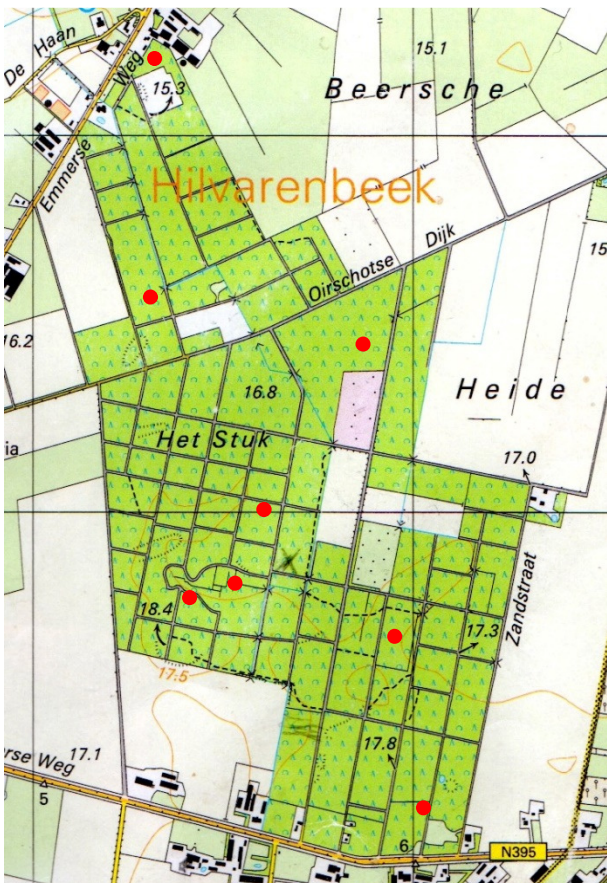 De Haan
Weg
15.1
15.3
Beersche
Emmerse
Hilvarenbeek
Dijk
Oirschotse
15
16.2
16.8
Heide
Het Stuk
ia
17.0
Zandstraat
18.4
17.3
17.5
17.8
rse Weg
17.1
5
6
N395